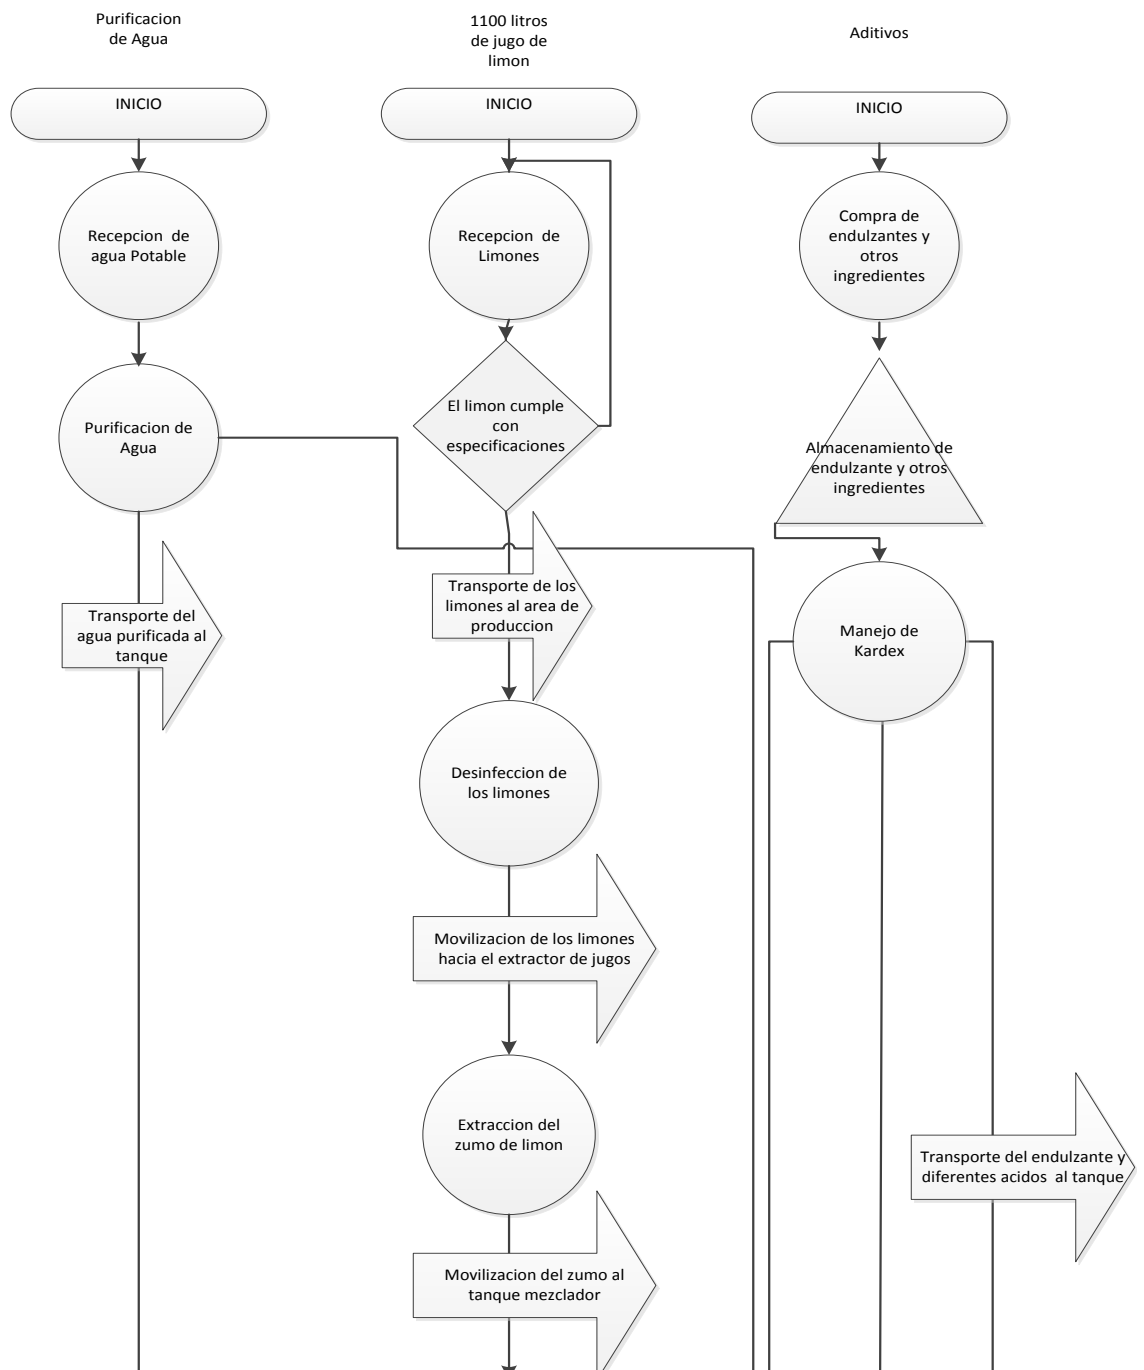 Purificacion
de Agua
1100 litros
de jugo de
limon
Aditivos
INICIO
INICIO
INICIO
Recepcion de
agua Potable
Recepcion de
Limones
Compra de
endulzantes y
otros
ingredientes
Purificacion de
Agua
El limon cumple
con
especificaciones
Almacenamiento de
endulzante y otros
ingredientes
Transporte del
agua purificada al
tanque
Transporte de los
limones al area de
produccion
Manejo de
Kardex
Desinfeccion de
los limones
Movilizacion de los limones
hacia el extractor de jugos
Extraccion del
zumo de limon
Transporte del endulzante y
diferentes acidos al tanque
Movilizacion del zumo al
tanque mezclador